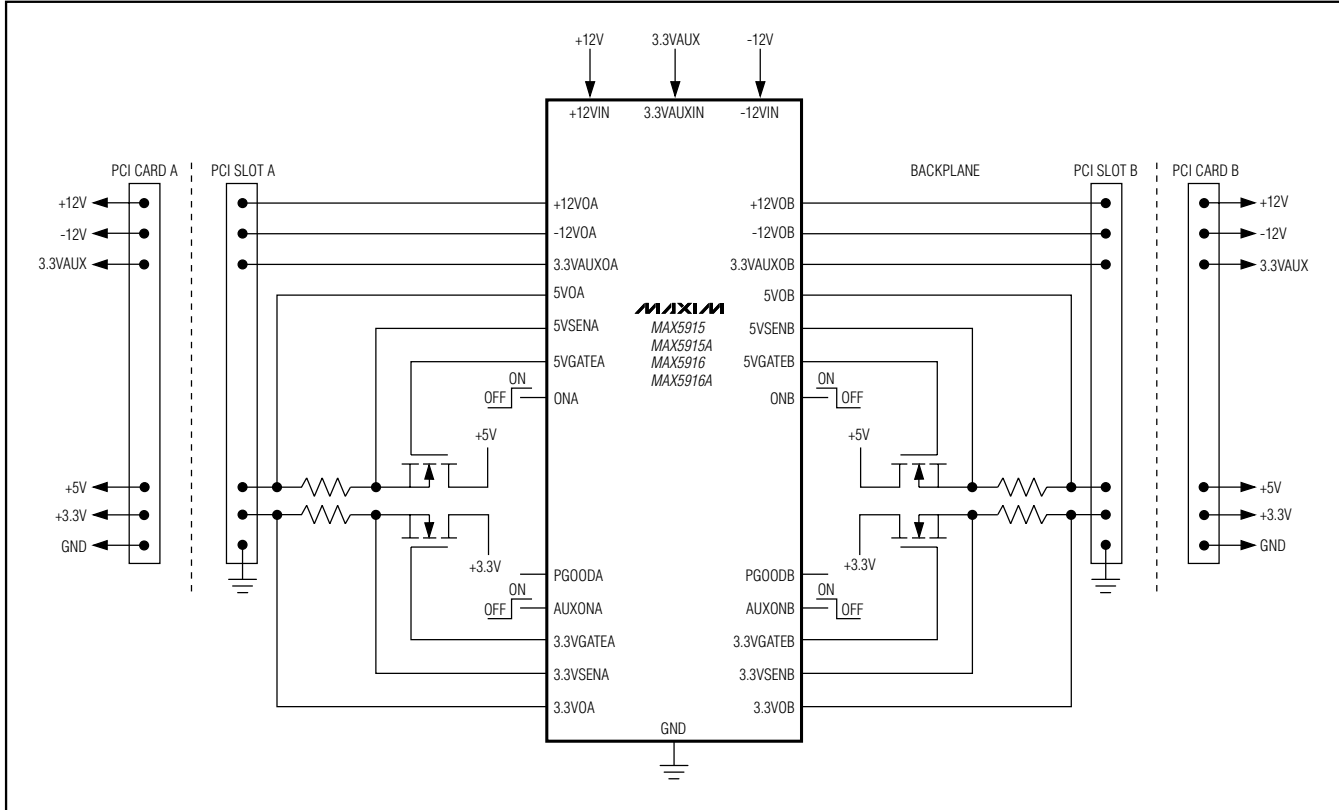 +12V 3.3VAUX -12V
+12VIN 3.3VAUXIN -12VIN
PCI CARD A PCI SLOT A BACKPLANE PCI SLOT B PCI CARD B
+12V +12VOA +12VOB +12V
-12V -12VOA -12VOB -12V
3.3VAUX 3.3VAUXOA 3.3VAUXOB 3.3VAUX
5VOA 5VOB
MAXIM
5VSENA MAX5915 5VSENB
MAX5915A
5VGATEA MAX5916 5VGATEB
MAX5916A
ON ON
OFF ONA ONB OFF
+5V +5V
+5V +5V
+3.3V +3.3V
GND GND
+3.3V +3.3V
PGOODA PGOODB
ON ON
OFF AUXONA AUXONB OFF
3.3VGATEA 3.3VGATEB
3.3VSENA 3.3VSENB
3.3VOA 3.3VOB
GND